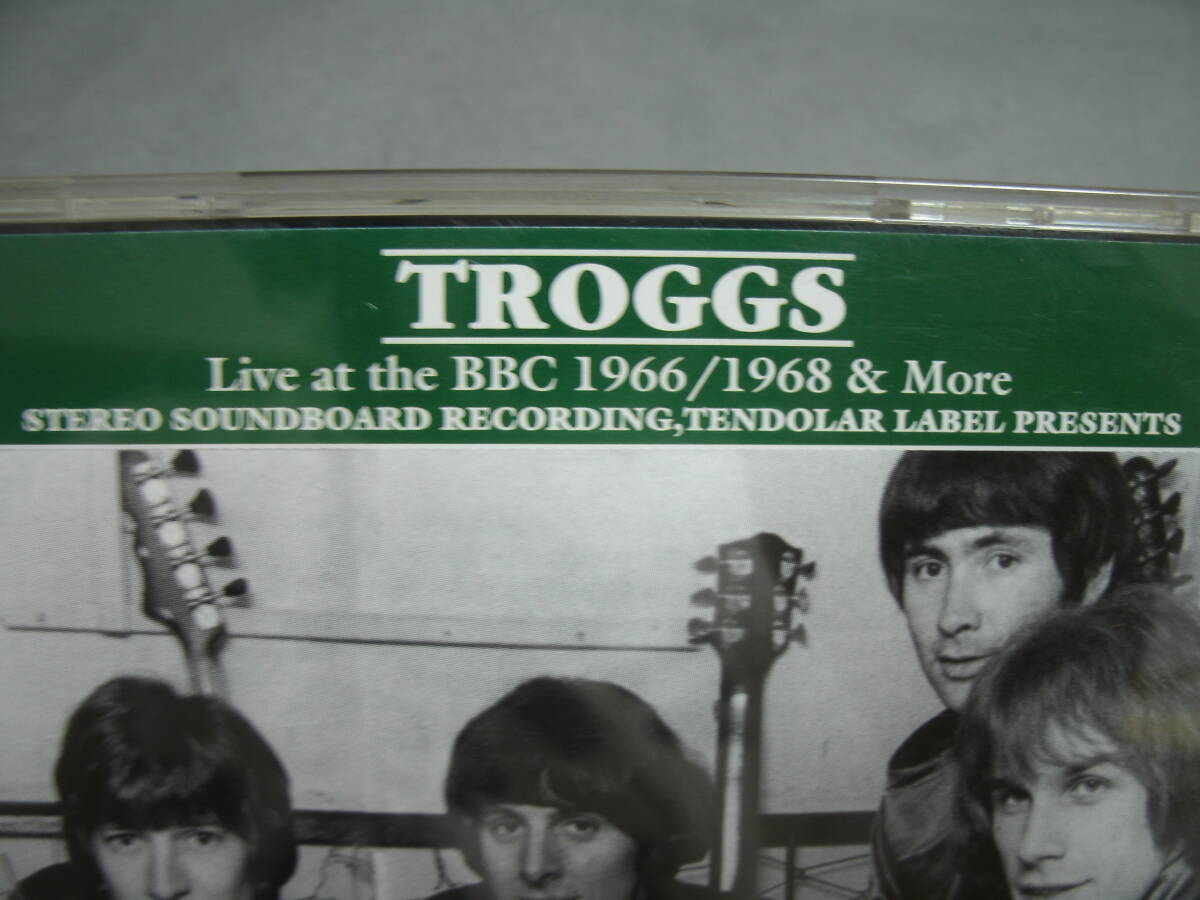 TROGGS
Live at the BBC 1966/1968 & More
STEREO SOUNDBOARD RECORDING,TENDOLAR LABEL PRESENTS